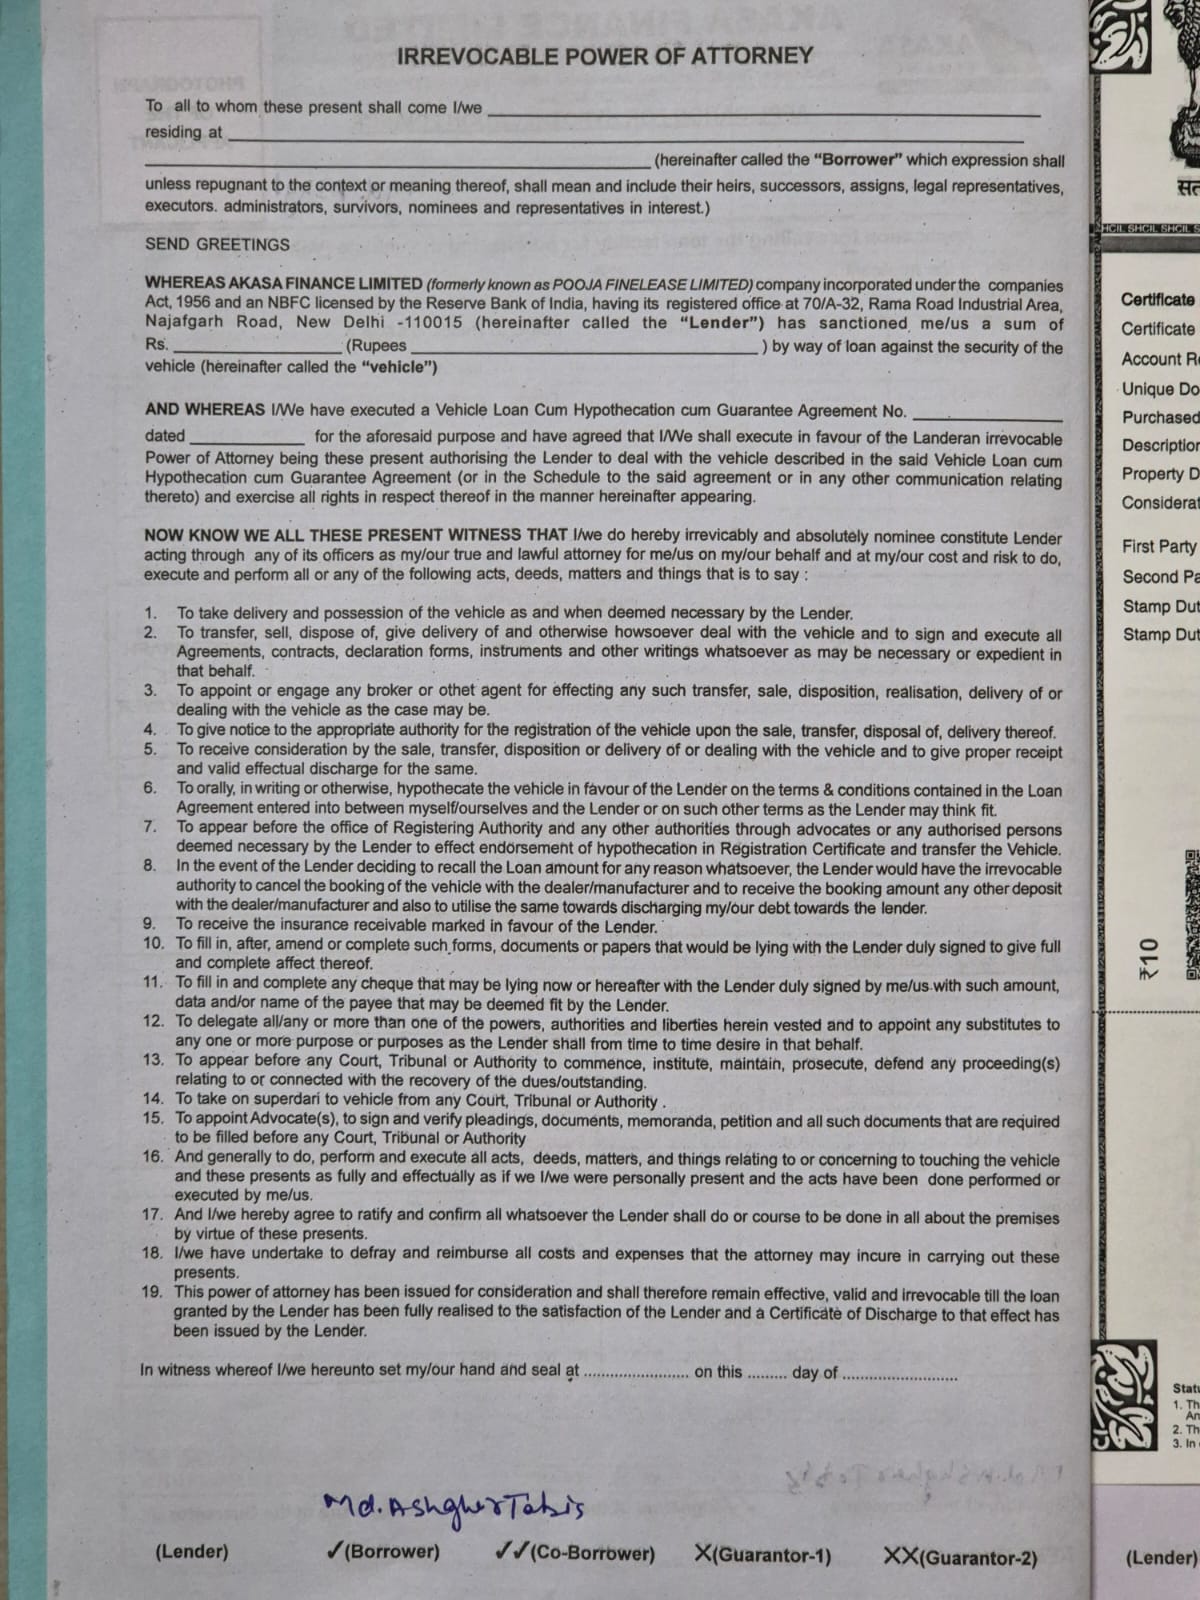 IRREVOCABLE POWER OF ATTORNEY
To all to whom these present shall come I/we ____
residing at ____
____ (hereinafter called the “Borrower” which expression shall
unless repugnant to the context or meaning thereof, shall mean and include their heirs, successors, assigns, legal representatives,
executors. administrators, survivors, nominees and representatives in interest.)
SEND GREETINGS
WHEREAS AKASA FINANCE LIMITED (formerly known as POOJA FINELEASE LIMITED) company incorporated under the companies
Act, 1956 and an NBFC licensed by the Reserve Bank of India, having its registered office at 70/A-32, Rama Road Industrial Area,
Najafgarh Road, New Delhi -110015 (hereinafter called the “Lender”) has sanctioned me/us a sum of
Rs. ____ (Rupees ____ ) by way of loan against the security of the
vehicle (hereinafter called the “vehicle”)
AND WHEREAS I/We have executed a Vehicle Loan Cum Hypothecation cum Guarantee Agreement No. ____
dated ____ for the aforesaid purpose and have agreed that I/We shall execute in favour of the Landeran irrevocable
Power of Attorney being these present authorising the Lender to deal with the vehicle described in the said Vehicle Loan cum
Hypothecation cum Guarantee Agreement (or in the Schedule to the said agreement or in any other communication relating
thereto) and exercise all rights in respect thereof in the manner hereinafter appearing.
NOW KNOW WE ALL THESE PRESENT WITNESS THAT I/we do hereby irrevicably and absolutely nominee constitute Lender
acting through any of its officers as my/our true and lawful attorney for me/us on my/our behalf and at my/our cost and risk to do,
execute and perform all or any of the following acts, deeds, matters and things that is to say :
1. To take delivery and possession of the vehicle as and when deemed necessary by the Lender.
2. To transfer, sell, dispose of, give delivery of and otherwise howsoever deal with the vehicle and to sign and execute all
Agreements, contracts, declaration forms, instruments and other writings whatsoever as may be necessary or expedient in
that behalf.
3. To appoint or engage any broker or othet agent for effecting any such transfer, sale, disposition, realisation, delivery of or
dealing with the vehicle as the case may be.
4. To give notice to the appropriate authority for the registration of the vehicle upon the sale, transfer, disposal of, delivery thereof.
5. To receive consideration by the sale, transfer, disposition or delivery of or dealing with the vehicle and to give proper receipt
and valid effectual discharge for the same.
6. To orally, in writing or otherwise, hypothecate the vehicle in favour of the Lender on the terms & conditions contained in the Loan
Agreement entered into between myself/ourselves and the Lender or on such other terms as the Lender may think fit.
7. To appear before the office of Registering Authority and any other authorities through advocates or any authorised persons
deemed necessary by the Lender to effect endorsement of hypothecation in Registration Certificate and transfer the Vehicle.
8. In the event of the Lender deciding to recall the Loan amount for any reason whatsoever, the Lender would have the irrevocable
authority to cancel the booking of the vehicle with the dealer/manufacturer and to receive the booking amount any other deposit
with the dealer/manufacturer and also to utilise the same towards discharging my/our debt towards the lender.
9. To receive the insurance receivable marked in favour of the Lender.
10. To fill in, after, amend or complete such forms, documents or papers that would be lying with the Lender duly signed to give full
and complete affect thereof.
11. To fill in and complete any cheque that may be lying now or hereafter with the Lender duly signed by me/us with such amount,
data and/or name of the payee that may be deemed fit by the Lender.
12. To delegate all/any or more than one of the powers, authorities and liberties herein vested and to appoint any substitutes to
any one or more purpose or purposes as the Lender shall from time to time desire in that behalf.
13. To appear before any Court, Tribunal or Authority to commence, institute, maintain, prosecute, defend any proceeding(s)
relating to or connected with the recovery of the dues/outstanding.
14. To take on superdari to vehicle from any Court, Tribunal or Authority .
15. To appoint Advocate(s), to sign and verify pleadings, documents, memoranda, petition and all such documents that are required
to be filled before any Court, Tribunal or Authority
16. And generally to do, perform and execute all acts, deeds, matters, and things relating to or concerning to touching the vehicle
and these presents as fully and effectually as if we I/we were personally present and the acts have been done performed or
executed by me/us.
17. And I/we hereby agree to ratify and confirm all whatsoever the Lender shall do or course to be done in all about the premises
by virtue of these presents.
18. I/we have undertake to defray and reimburse all costs and expenses that the attorney may incure in carrying out these
presents.
19. This power of attorney has been issued for consideration and shall therefore remain effective, valid and irrevocable till the loan
granted by the Lender has been fully realised to the satisfaction of the Lender and a Certificate of Discharge to that effect has
been issued by the Lender.
In witness whereof I/we hereunto set my/our hand and seal at ........................ on this ......... day of ..........................
Md. Ashgher Tabis
(Lender) ✓(Borrower) ✓✓(Co-Borrower) X(Guarantor-1) XX(Guarantor-2)
SHCIL SHCIL
Certificate
Certificate
Account
Unique
Purchased
Property
First Party
Second
Stamp
Stamp
₹10
1.
2.
3. In
(Lender)